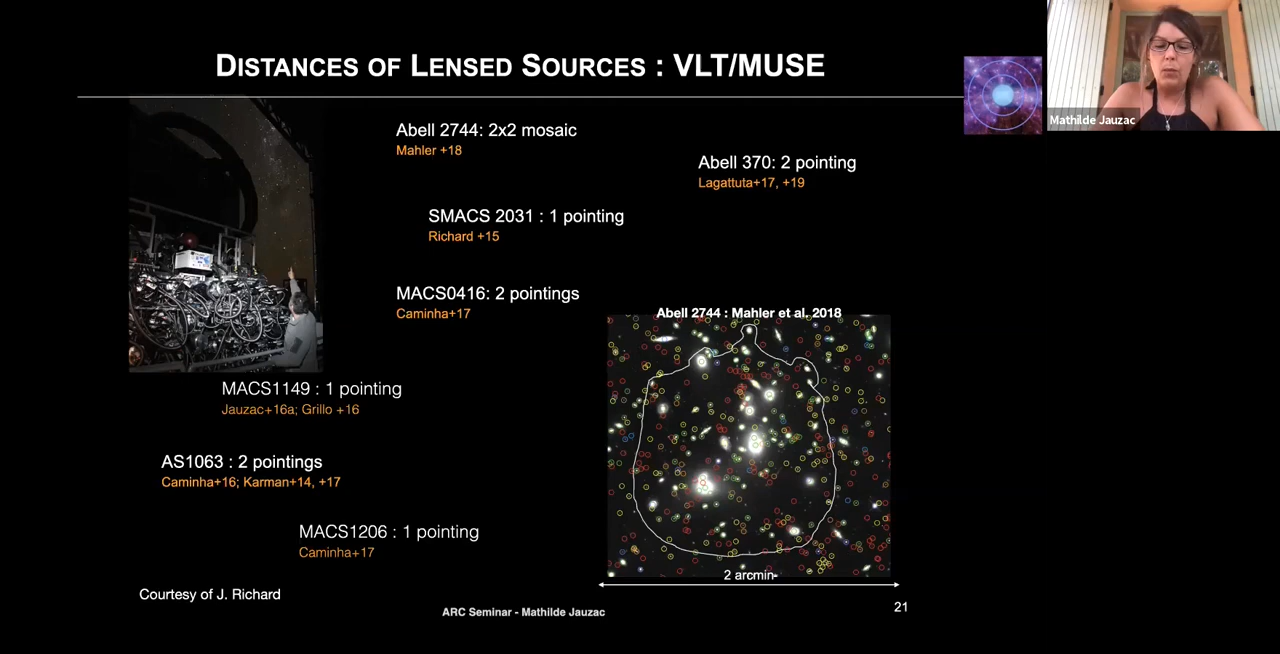 DISTANCES OF LENSED SOURCES : VLT/MUSE
Mathilde Jauzac
Abell 2744: 2x2 mosaic
Mahler +18
Abell 370: 2 pointing
Lagattuta+17, +19
SMACS 2031 : 1 pointing
Richard +15
MACS0416: 2 pointings
Caminha+17
Abell 2744 : Mahler et al. 2018
MACS1149 : 1 pointing
Jauzac+16a; Grillo +16
AS1063 : 2 pointings
Caminha+16; Karman+14, +17
MACS1206 : 1 pointing
Caminha+17
2 arcmin
Courtesy of J. Richard
ARC Seminar - Mathilde Jauzac
21